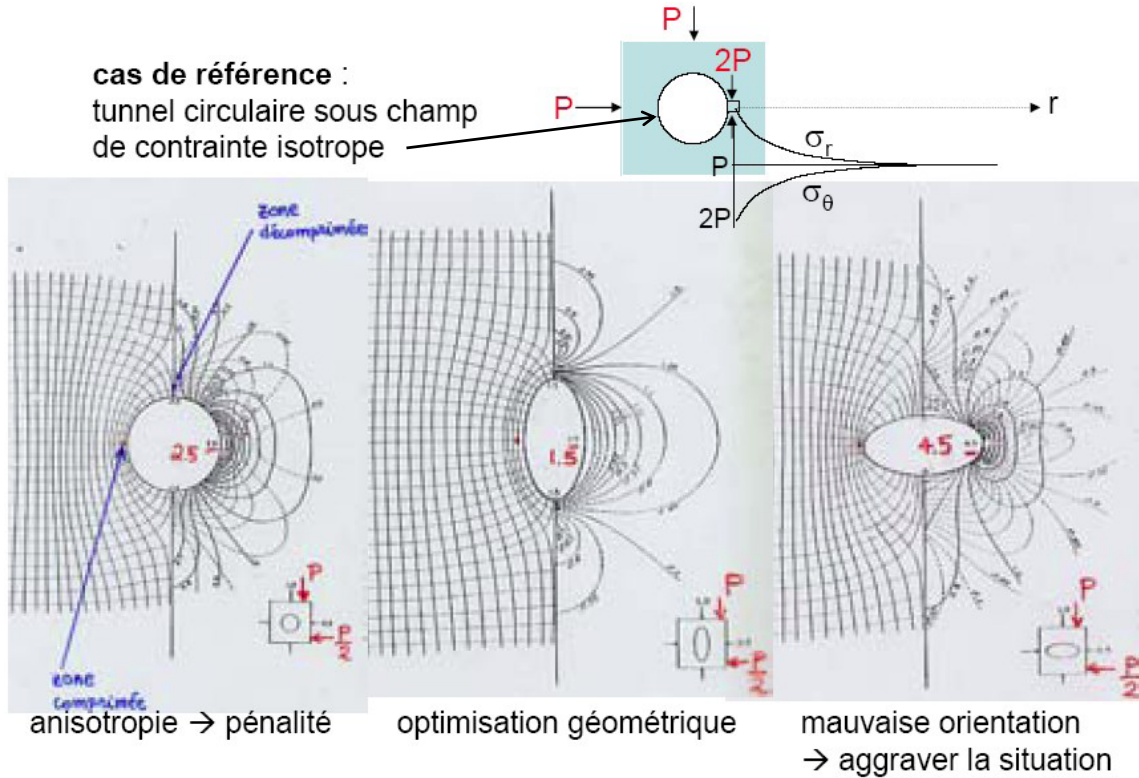 P
2P
cas de référence :
tunnel circulaire sous champ
de contrainte isotrope
P
r
σr
P
σθ
2P
zone
décomprimée
2.5
1.5
4.5
P
P/2
P
P/2
P
P/2
zone
comprimée
anisotropie → pénalité
optimisation géométrique
mauvaise orientation
→ aggraver la situation